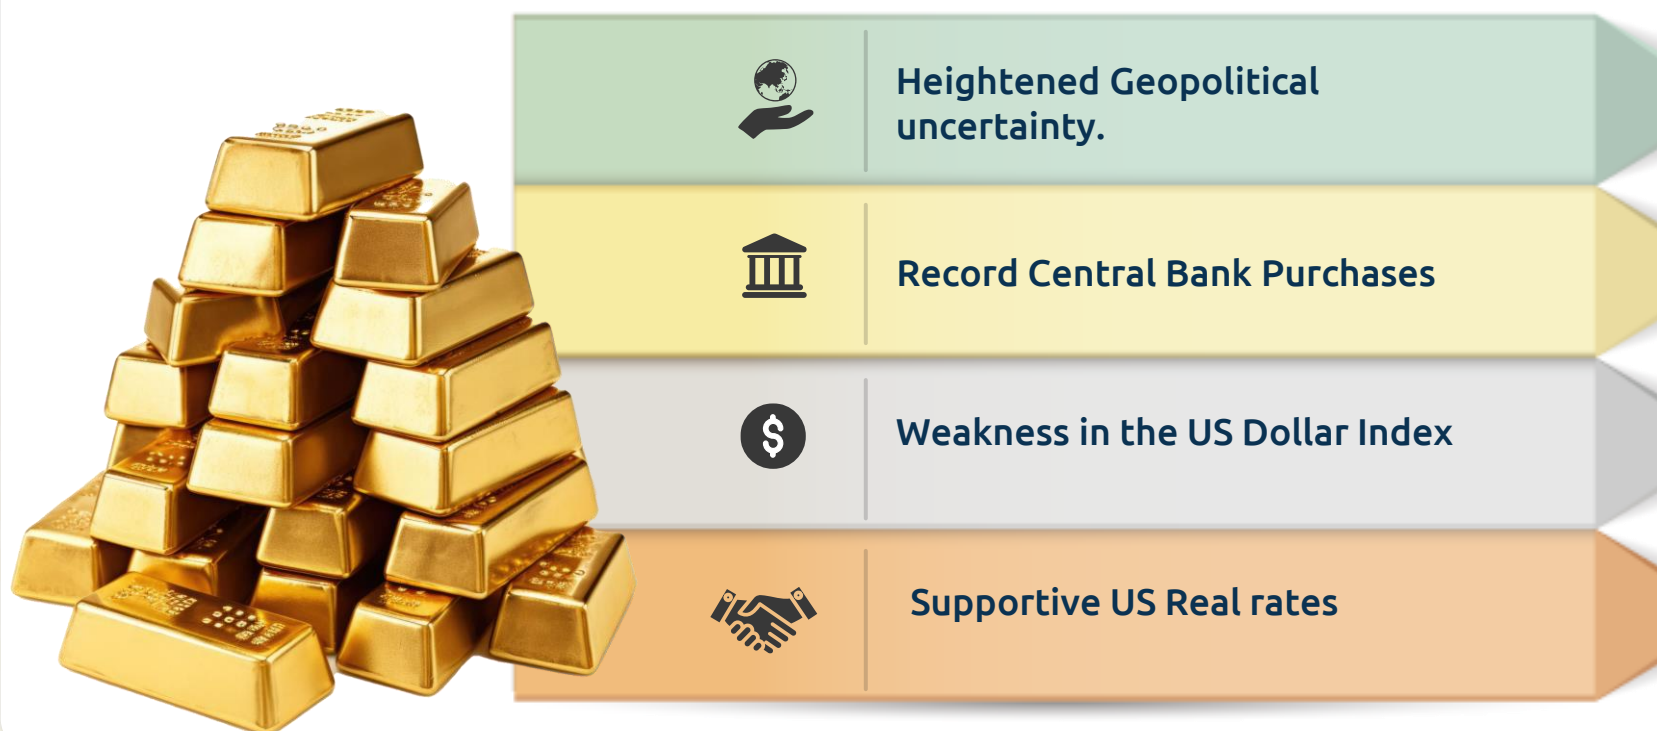 Heightened Geopolitical
uncertainty.
Record Central Bank Purchases
Weakness in the US Dollar Index
Supportive US Real rates